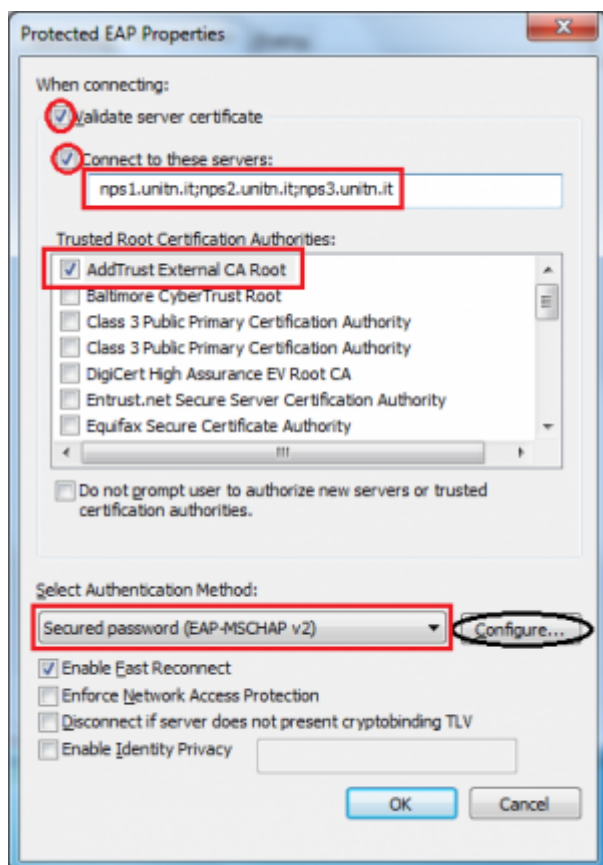 Protected EAP Properties
When connecting:
Validate server certificate
Connect to these servers:
nps1.unitn.it;nps2.unitn.it;nps3.unitn.it
Trusted Root Certification Authorities:
AddTrust External CA Root
Baltimore CyberTrust Root
Class 3 Public Primary Certification Authority
Class 3 Public Primary Certification Authority
DigiCert High Assurance EV Root CA
Entrust.net Secure Server Certification Authority
Equifax Secure Certificate Authority
Do not prompt user to authorize new servers or trusted
certification authorities.
Select Authentication Method:
Secured password (EAP-MSCHAP v2)
Configure...
Enable Fast Reconnect
Enforce Network Access Protection
Disconnect if server does not present cryptobinding TLV
Enable Identity Privacy
OK
Cancel